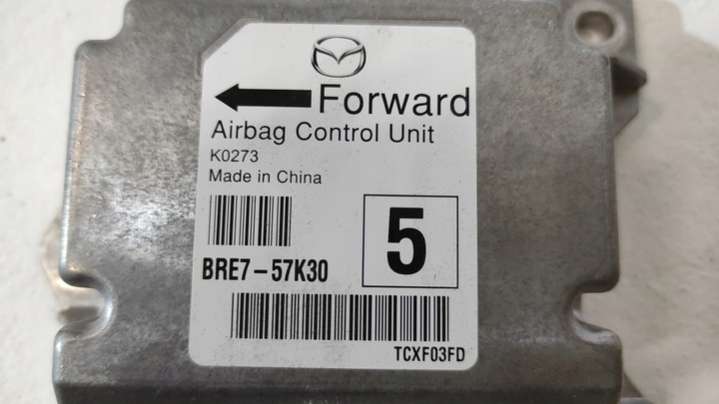 Forward
Airbag Control Unit
K0273
Made in China
5
BRE7-57K30
TCXF03FD